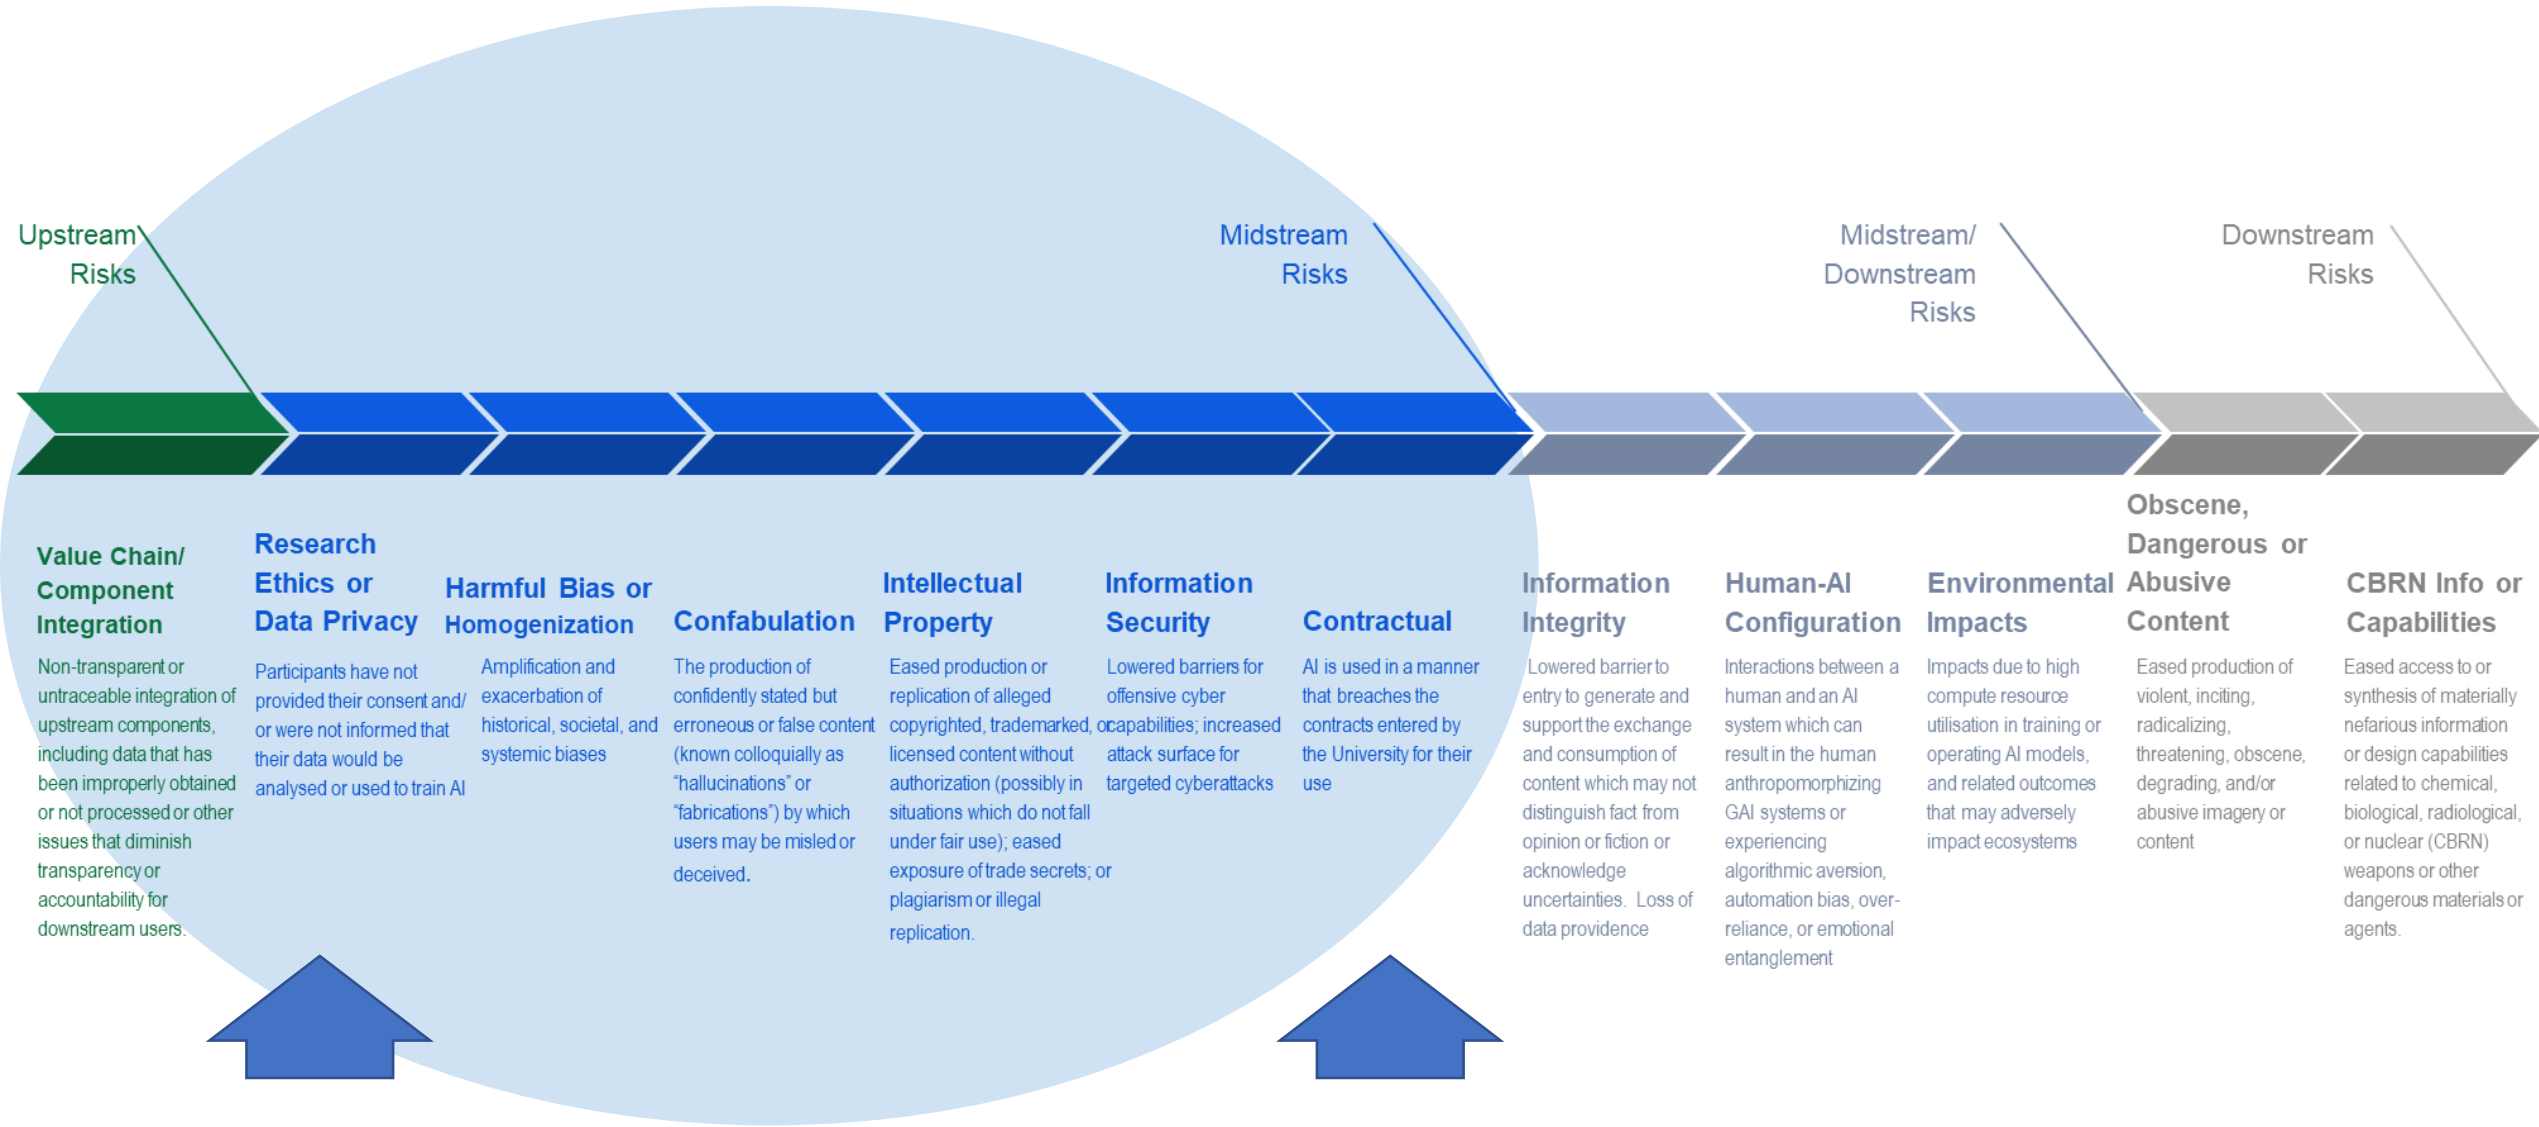 Upstream
Risks
Midstream
Risks
Midstream/
Downstream
Risks
Downstream
Risks
Value Chain/
Component
Integration
Non-transparent or
untraceable integration of
upstream components,
including data that has
been improperly obtained
or not processed or other
issues that diminish
transparency or
accountability for
downstream users.
Research
Ethics or
Data Privacy
Participants have not
provided their consent and/
or were not informed that
their data would be
analysed or used to train AI
Harmful Bias or
Homogenization
Amplification and
exacerbation of
historical, societal, and
systemic biases
Confabulation
The production of
confidently stated but
erroneous or false content
(known colloquially as
“hallucinations” or
“fabrications”) by which
users may be misled or
deceived.
Intellectual
Property
Eased production or
replication of alleged
copyrighted, trademarked, or
licensed content without
authorization (possibly in
situations which do not fall
under fair use); eased
exposure of trade secrets; or
plagiarism or illegal
replication.
Information
Security
Lowered barriers for
offensive cyber
capabilities; increased
attack surface for
targeted cyberattacks
Contractual
AI is used in a manner
that breaches the
contracts entered by
the University for their
use
Information
Integrity
Lowered barrier to
entry to generate and
support the exchange
and consumption of
content which may not
distinguish fact from
opinion or fiction or
acknowledge
uncertainties. Loss of
data providence
Human-AI
Configuration
Interactions between a
human and an AI
system which can
result in the human
anthropomorphizing
GAI systems or
experiencing
algorithmic aversion,
automation bias, over-
reliance, or emotional
entanglement
Environmental
Impacts
Impacts due to high
compute resource
utilisation in training or
operating AI models,
and related outcomes
that may adversely
impact ecosystems
Obscene,
Dangerous or
Abusive
Content
Eased production of
violent, inciting,
radicalizing,
threatening, obscene,
degrading, and/or
abusive imagery or
content
CBRN Info or
Capabilities
Eased access to or
synthesis of materially
nefarious information
or design capabilities
related to chemical,
biological, radiological,
or nuclear (CBRN)
weapons or other
dangerous materials or
agents.